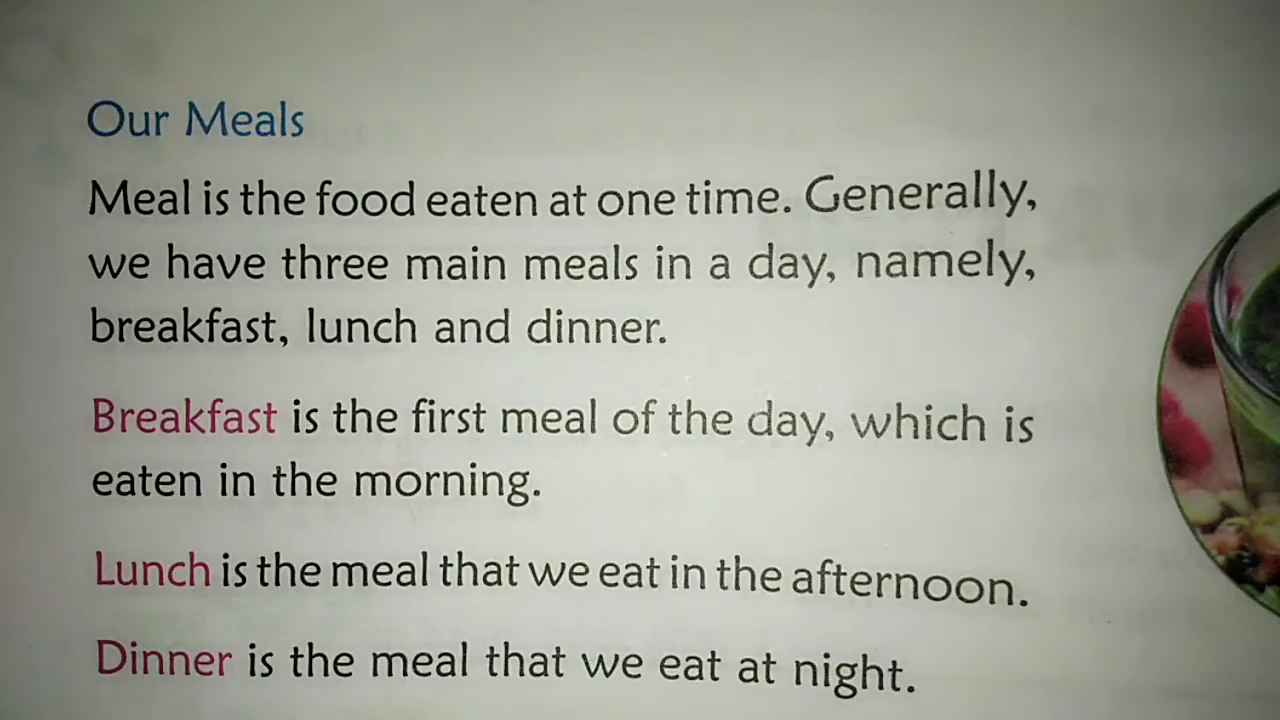 Our Meals
Meal is the food eaten at one time. Generally,
we have three main meals in a day, namely,
breakfast, lunch and dinner.
Breakfast is the first meal of the day, which is
eaten in the morning.
Lunch is the meal that we eat in the afternoon.
Dinner is the meal that we eat at night.